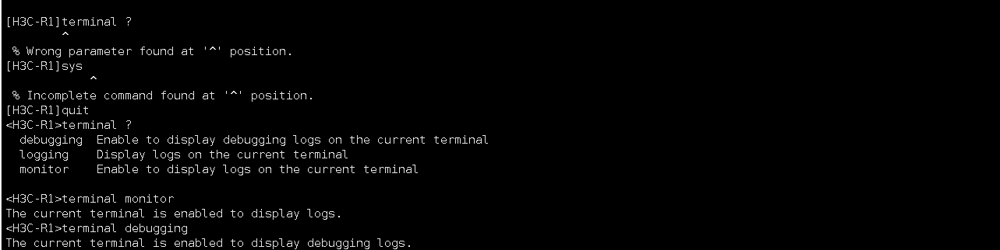 [H3C-R1]terminal ?
        ^
 % Wrong parameter found at '^' position.
[H3C-R1]sys
            ^
 % Incomplete command found at '^' position.
[H3C-R1]quit
<H3C-R1>terminal ?
  debugging  Enable to display debugging logs on the current terminal
  logging    Display logs on the current terminal
  monitor    Enable to display logs on the current terminal

<H3C-R1>terminal monitor
The current terminal is enabled to display logs.
<H3C-R1>terminal debugging
The current terminal is enabled to display debugging logs.